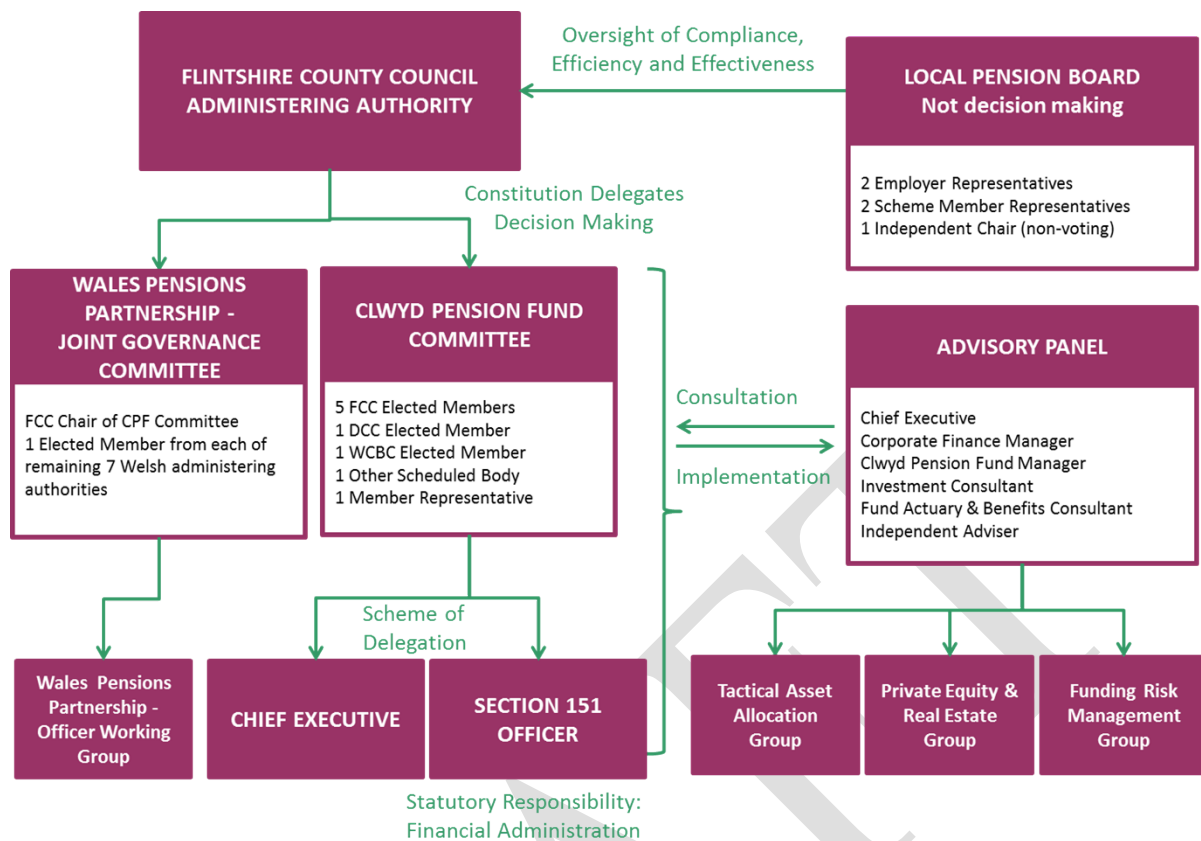 Oversight of Compliance,
Efficiency and Effectiveness
FLINTSHIRE COUNTY COUNCIL
ADMINISTERING AUTHORITY
LOCAL PENSION BOARD
Not decision making
2 Employer Representatives
2 Scheme Member Representatives
1 Independent Chair (non-voting)
Constitution Delegates
Decision Making
WALES PENSIONS
PARTNERSHIP -
JOINT GOVERNANCE
COMMITTEE
FCC Chair of CPF Committee
1 Elected Member from each of
remaining 7 Welsh administering
authorities
CLWYD PENSION FUND
COMMITTEE
5 FCC Elected Members
1 DCC Elected Member
1 WCBC Elected Member
1 Other Scheduled Body
1 Member Representative
Consultation
Implementation
ADVISORY PANEL
Chief Executive
Corporate Finance Manager
Clwyd Pension Fund Manager
Investment Consultant
Fund Actuary & Benefits Consultant
Independent Adviser
Scheme of
Delegation
Wales Pensions
Partnership -
Officer Working
Group
CHIEF EXECUTIVE
SECTION 151
OFFICER
Tactical Asset
Allocation
Group
Private Equity &
Real Estate
Group
Funding Risk
Management
Group
Statutory Responsibility:
Financial Administration